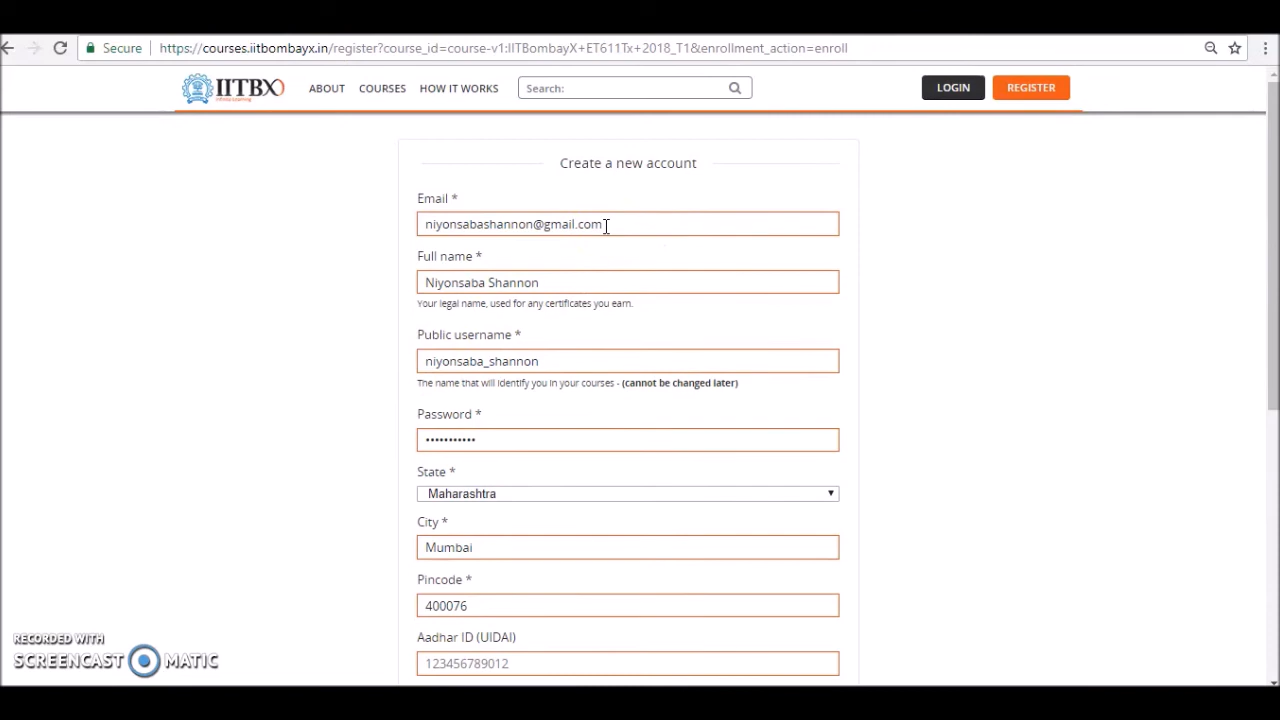 Secure https://courses.iitbombayx.in/register?course_id=course-v1:IITBombayX+ET611Tx+2018_T1&enrollment_action=enroll
IITBX ABOUT COURSES HOW IT WORKS Search: LOGIN REGISTER
Create a new account
Email *
niyonsabashannon@gmail.com
Full name *
Niyonsaba Shannon
Your legal name, used for any certificates you earn.
Public username *
niyonsaba_shannon
The name that will identify you in your courses - (cannot be changed later)
Password *
•••••••••••
State *
Maharashtra
City *
Mumbai
Pincode *
400076
Aadhar ID (UIDAI)
123456789012
RECORDED WITH
SCREENCAST MATIC